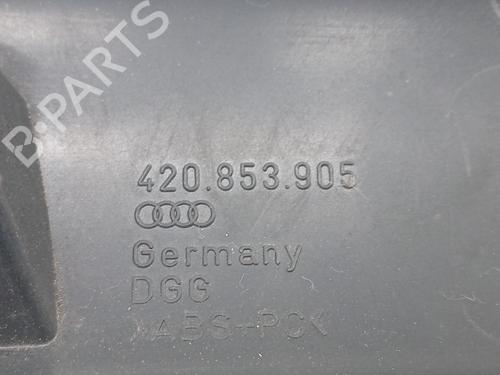 B-PARTS
420.853.905
Germany
DGG
>ABS+PC<